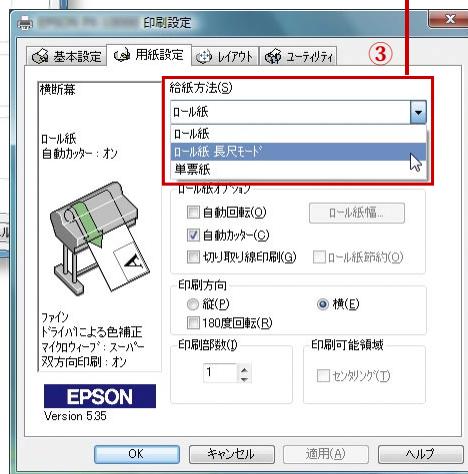 印刷設定
基本設定 用紙設定 レイアウト ユーティリティ
③
横断幕
ロール紙
自動カッター：オン
給紙方法(S)
ロール紙
ロール紙
ロール紙 長尺モード
単票紙
ロール紙オプション
自動回転(O) ロール紙幅...
自動カッター(C)
切り取り線印刷(G) ロール紙節約(O)
印刷方向
縦(P) 横(E)
180度回転(R)
ファイン
ドライバによる色補正
マイクロウィーブ：スーパー
双方向印刷：オン
印刷部数(I) 印刷可能領域
1 センタリング(T)
EPSON
Version 5.35
OK キャンセル 適用(A) ヘルプ